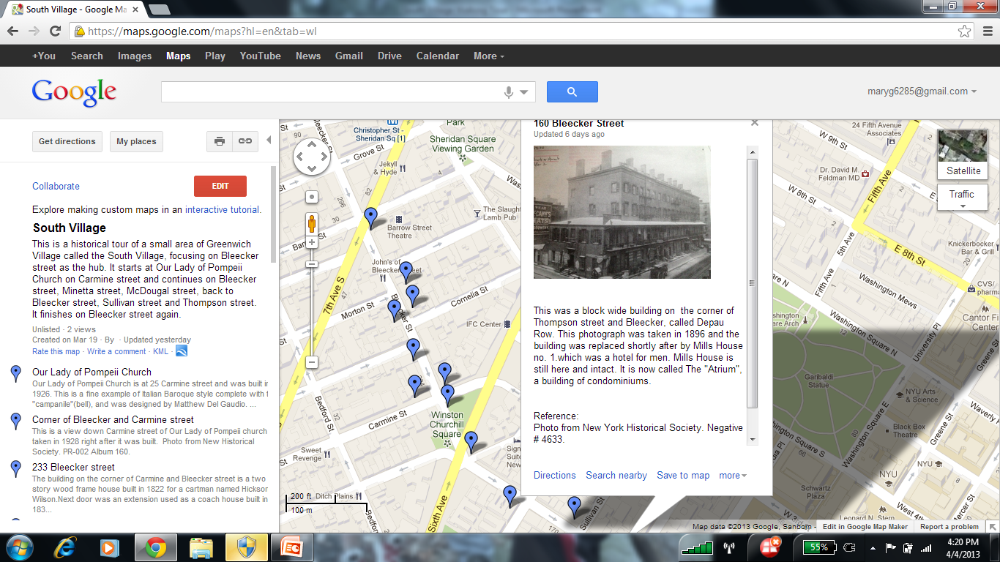 South Village - Google Ma
https://maps.google.com/maps?hl=en&tab=wl
+You Search Images Maps Play YouTube News Gmail Drive Calendar More
Google
maryg6285@gmail.com
Get directions
My places
Collaborate
EDIT
Explore making custom maps in an interactive tutorial.
South Village
This is a historical tour of a small area of Greenwich
Village called the South Village, focusing on Bleecker
street as the hub. It starts at Our Lady of Pompeii
Church on Carmine street and continues on Bleecker
street, Minetta street, McDougal street, back to
Bleecker street, Sullivan street and Thompson street.
It finishes on Bleecker street again.
Unlisted · 2 views
Created on Mar 19 · By · Updated yesterday
Rate this map · Write a comment · KML ·
Our Lady of Pompeii Church
Our Lady of Pompeii Church is at 25 Carmine street and was built in
1926. This is a fine example of Italian Baroque style complete with t
"campanile"(bell), and was designed by Matthew Del Gaudio. ...
Corner of Bleecker and Carmine street
This is a view down Carmine street of Our Lady of Pompeii church
taken in 1928 right after it was built. Photo from New Historical
Society. PR-002 Album 160.
233 Bleecker street
The building on the corner of Carmine and Bleecker street is a two
story wood frame house built in 1822 for a cartman named Hickson
Wilson.Next door was an extension used as a coach house built in
183...
Christopher St -
Sheridan Sq [1]
Park
Sheridan Square
Viewing Garden
90
Grove St
Jekyll
& Hyde
82
The Slaught
Lamb Pub
Barrow Street
Theatre
Barrow St
John's of
Bleecker Street
7th Ave S
47
Morton St
Cornelia St
IFC Center
Bedford St
Carmine St
Winston
Churchill
Square
Sweet
Revenge
Ditch Plains
200 ft
100 m
Sixth Ave
Sullivan St
160 Bleecker Street
Updated 6 days ago
This was a block wide building on the corner of
Thompson street and Bleecker, called Depau
Row. This photograph was taken in 1896 and the
building was replaced shortly after by Mills House
no. 1.which was a hotel for men. Mills House is
still here and intact. It is now called The "Atrium",
a building of condominiums.
Reference:
Photo from New York Historical Society. Negative
# 4633.
Directions Search nearby Save to map more
W 9th St
24 Fifth Avenue
Associates
Dr. David M.
Feldman MD
Fifth Ave
W 8th St
Satellite
Traffic
5th Ave
E 8th St
Knickerbocker
Bar & Grill
Washington Mews
CVS/
pharma
Cantor Fi
Center
Washington Square N
University Pl
Greene St
Garibaldi
Statue
NYU Arts
& Science
Black Box
Theatre
Waverly
Washington Square E
80
Washington Square S
66
NYU
NYU
Schwartz
Plaza
West 4th
Leonard N. Stern
Mercer St
Map data ©2013 Google, Sanborn -
Edit in Google Map Maker
Report a problem
55%
4:20 PM
4/4/2013